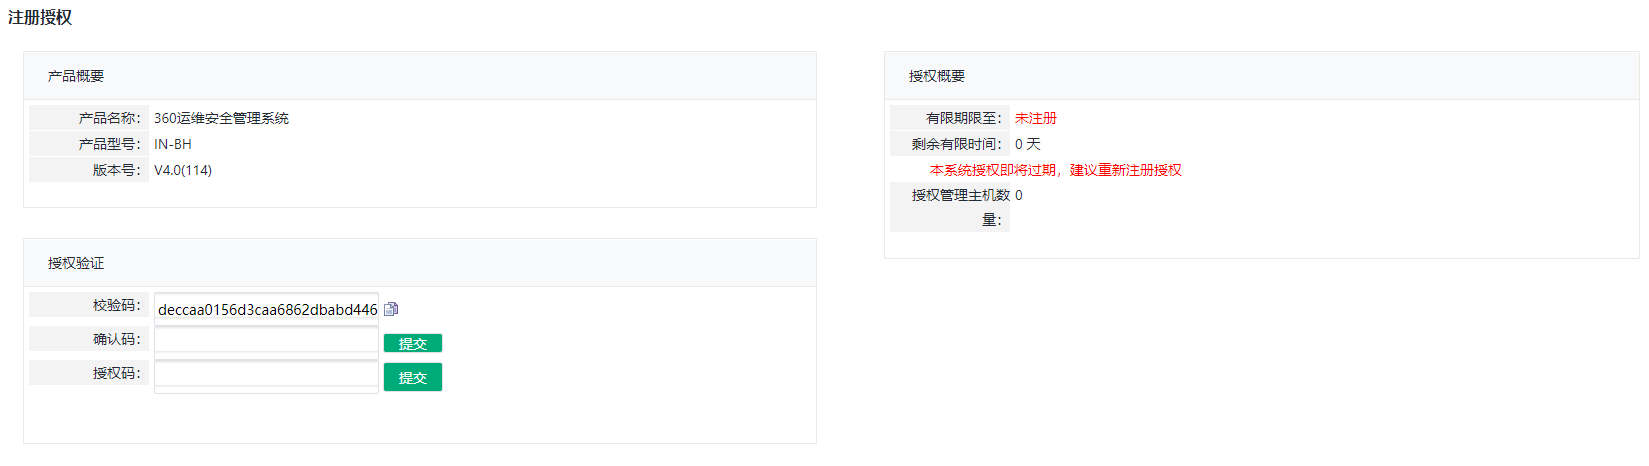 注册授权
产品概要
产品名称： 360运维安全管理系统
产品型号： IN-BH
版本号： V4.0(114)
授权验证
校验码： deccaa0156d3caa6862dbabd446
确认码： 提交
授权码： 提交
授权概要
有限期限至： 未注册
剩余有限时间： 0 天
本系统授权即将过期，建议重新注册授权
授权管理主机数 0
量：